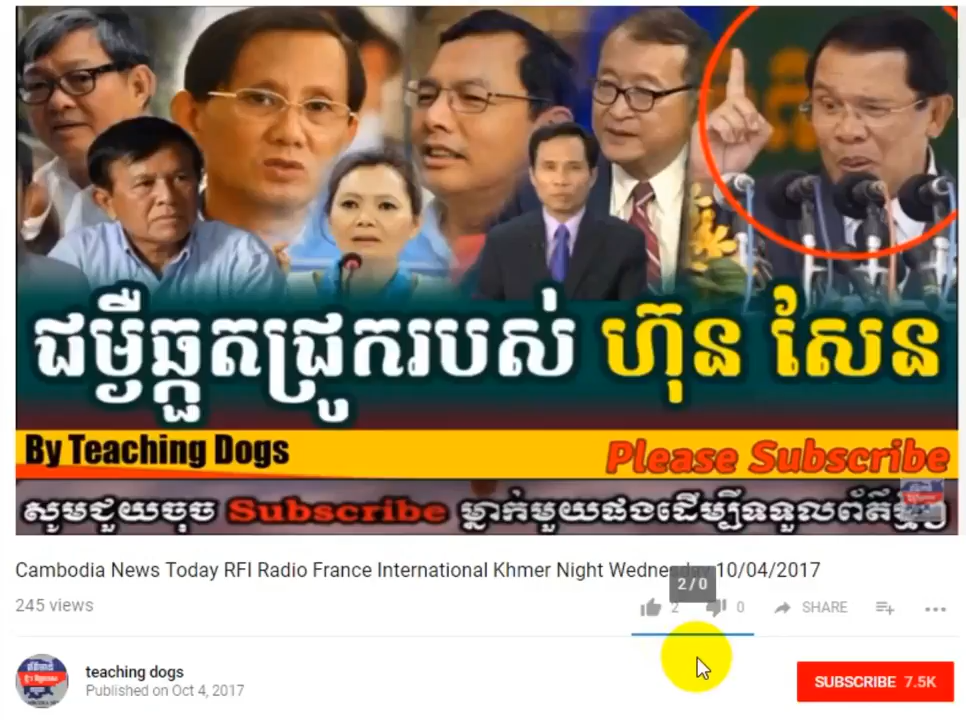 ជម្ងឺឆ្កួតជ្រូករបស់ ហ៊ុន សែន
By Teaching Dogs
Please Subscribe
សូមជួយចុច Subscribe ម្នាក់មួយផងដើម្បីទទួលព័ត៌
Cambodia News Today RFI Radio France International Khmer Night Wednesday 10/04/2017
2/0
245 views
2
0
SHARE
teaching dogs
Published on Oct 4, 2017
SUBSCRIBE 7.5K